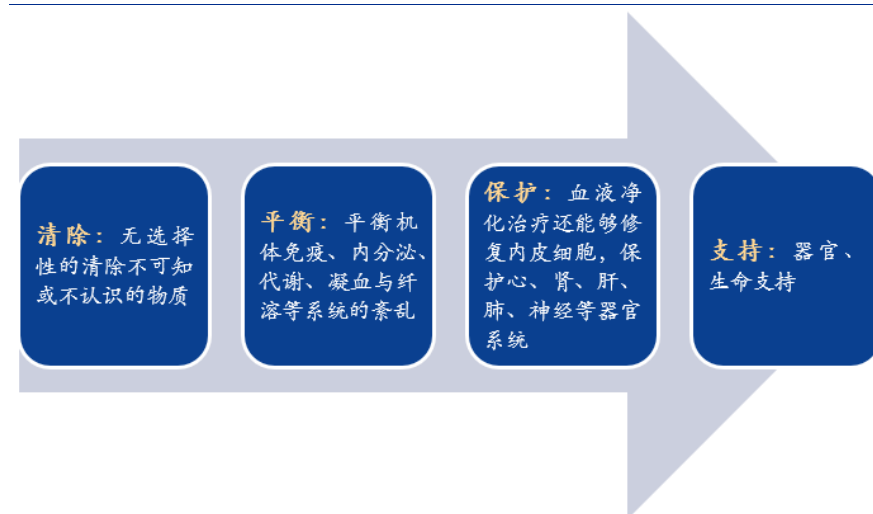 清除：无选择
性的清除不可知
或不认识的物质
平衡：平衡机
体免疫、内分泌、
代谢、凝血与纤
溶等系统的紊乱
保护：血液净
化治疗还能够修
复内皮细胞，保
护心、肾、肝、
肺、神经等器官
系统
支持：器官、
生命支持